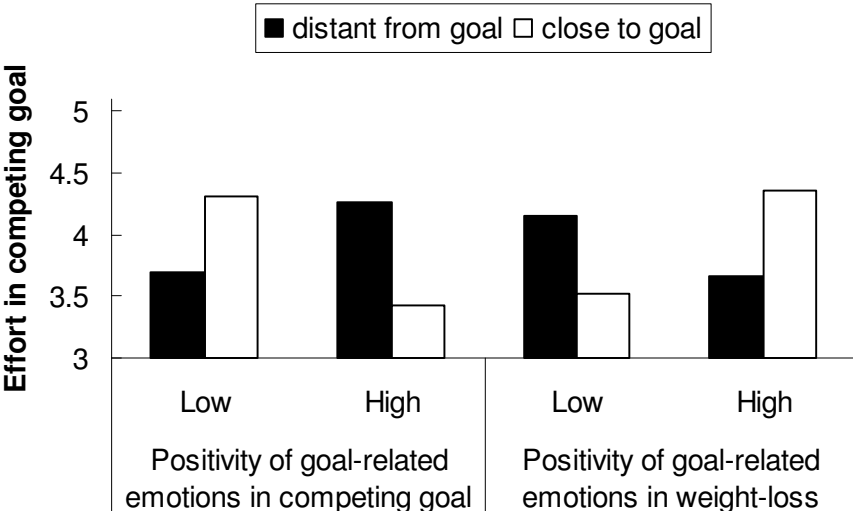 distant from goal close to goal
Effort in competing goal
5
4.5
4
3.5
3
Low High Low High
Positivity of goal-related Positivity of goal-related
emotions in competing goal emotions in weight-loss